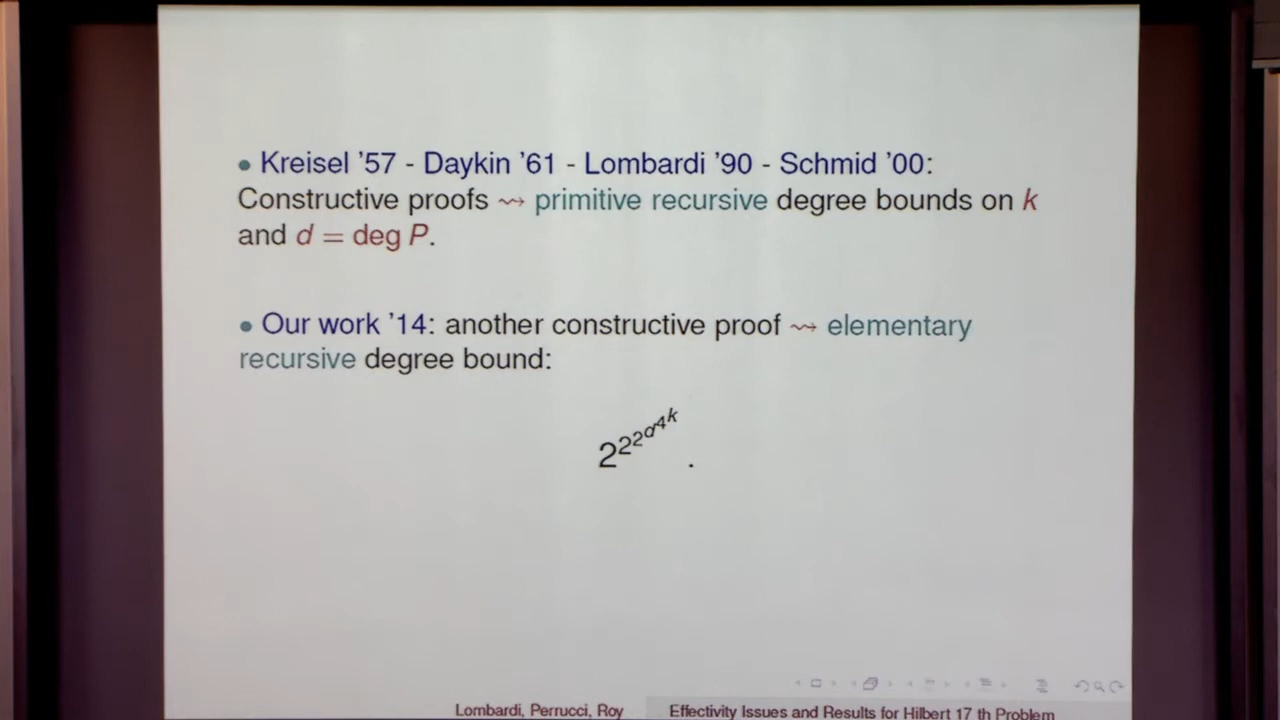 • Kreisel '57 - Daykin '61 - Lombardi '90 - Schmid '00:
Constructive proofs ⇝ primitive recursive degree bounds on k
and d = deg P.
• Our work '14: another constructive proof ⇝ elementary
recursive degree bound:
2^{2^{2^{d^{4^k}}}}.
Lombardi, Perrucci, Roy
Effectivity Issues and Results for Hilbert 17 th Problem